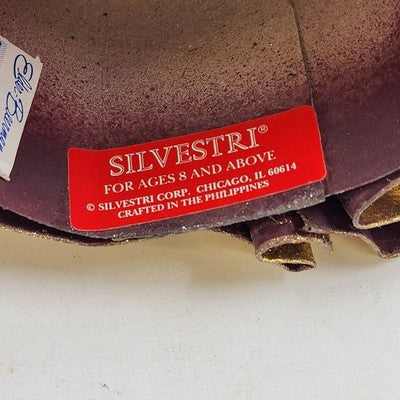 SILVESTRI®
FOR AGES 8 AND ABOVE
© SILVESTRI CORP. CHICAGO, IL 60614
CRAFTED IN THE PHILIPPINES